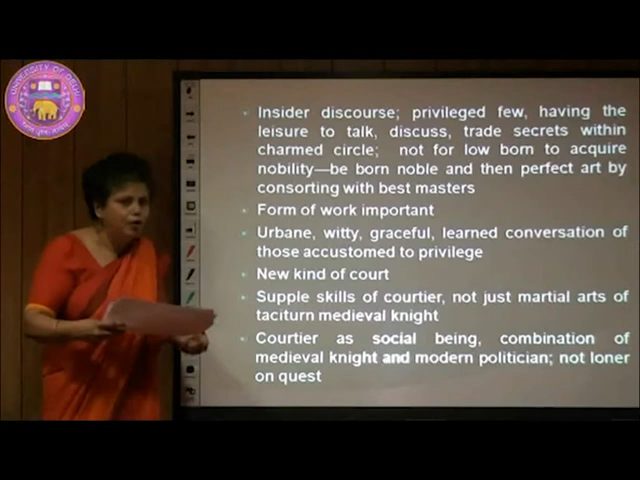 UNIVERSITY OF DELHI
Insider discourse; privileged few, having the
leisure to talk, discuss, trade secrets within
charmed circle; not for low born to acquire
nobility—be born noble and then perfect art by
consorting with best masters
Form of work important
Urbane, witty, graceful, learned conversation of
those accustomed to privilege
New kind of court
Supple skills of courtier, not just martial arts of
taciturn medieval knight
Courtier as social being, combination of
medieval knight and modern politician; not loner
on quest